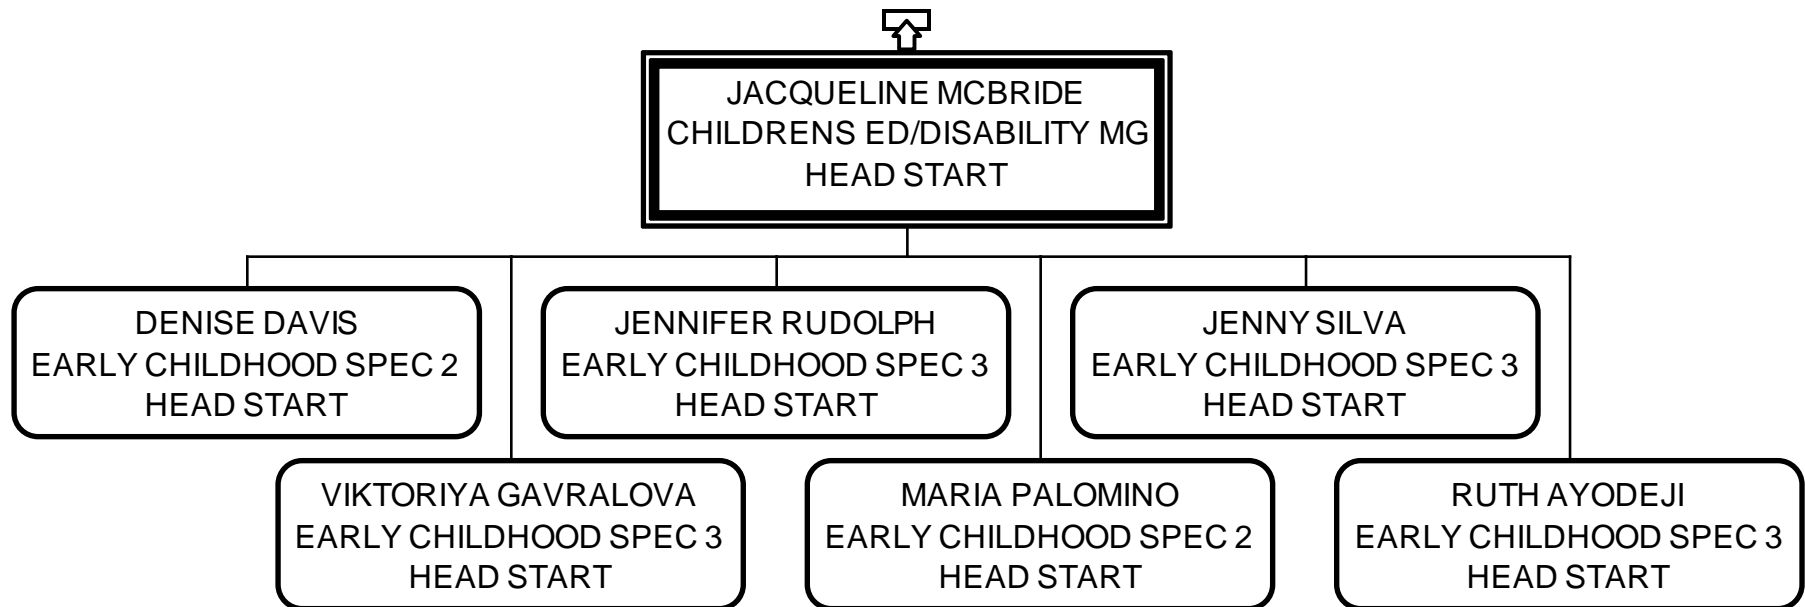 JACQUELINE MCBRIDE
CHILDRENS ED/DISABILITY MG
HEAD START
DENISE DAVIS
EARLY CHILDHOOD SPEC 2
HEAD START
JENNIFER RUDOLPH
EARLY CHILDHOOD SPEC 3
HEAD START
JENNY SILVA
EARLY CHILDHOOD SPEC 3
HEAD START
VIKTORIYA GAVRALOVA
EARLY CHILDHOOD SPEC 3
HEAD START
MARIA PALOMINO
EARLY CHILDHOOD SPEC 2
HEAD START
RUTH AYODEJI
EARLY CHILDHOOD SPEC 3
HEAD START